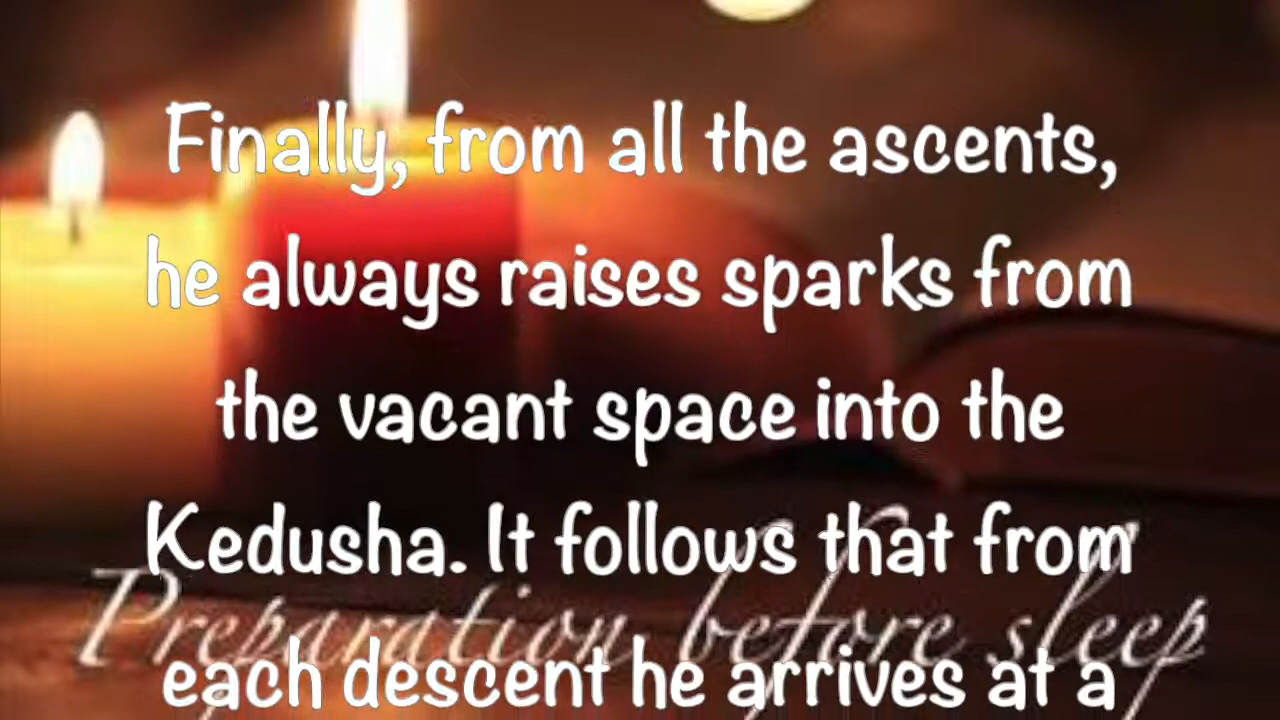 Finally, from all the ascents,
he always raises sparks from
the vacant space into the
Kedusha. It follows that from
Preparation before sleep
each descent he arrives at a